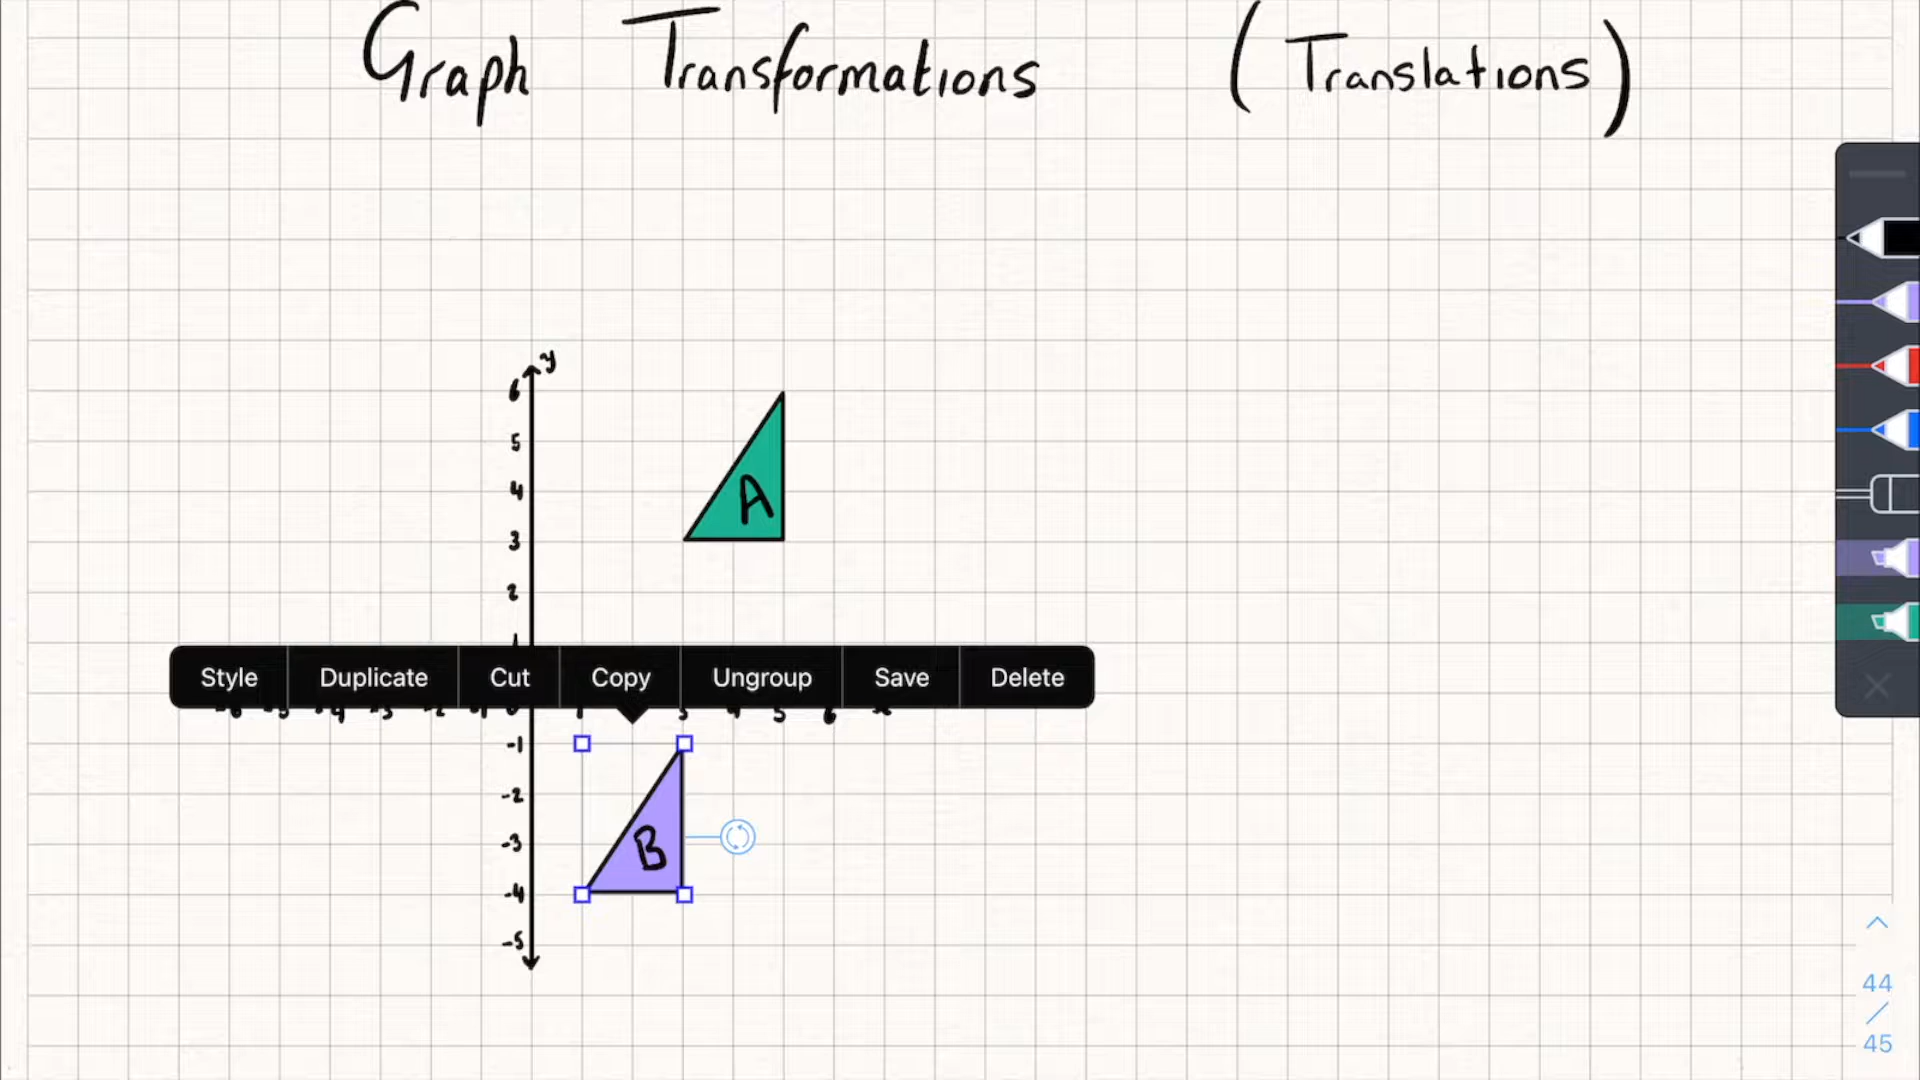 Graph Transformations (Translations)
y
6
5
A
4
3
2
Style Duplicate Cut Copy Ungroup Save Delete
-1
-2
B
-3
-4
-5
44
/
45